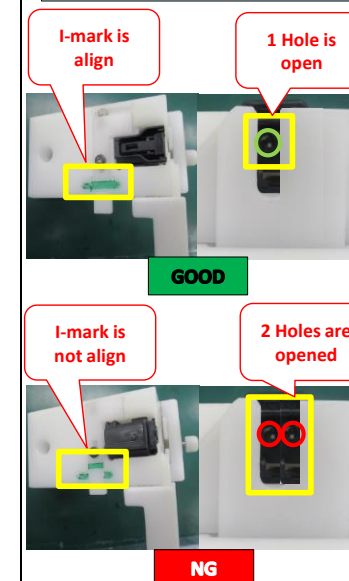 I-mark is
align
1 Hole is
open
GOOD
I-mark is
not align
2 Holes are
opened
NG